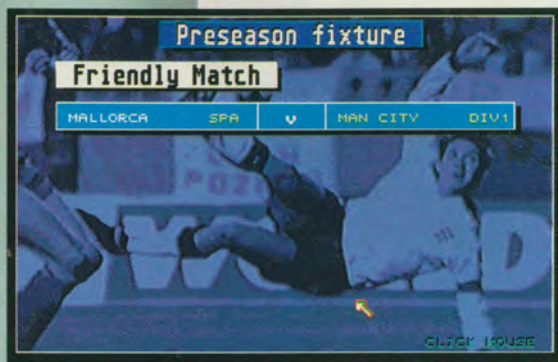 Preseason fixture
Friendly Match
MALLORCA SPA v MAN CITY DIV1
CLICK MOUSE